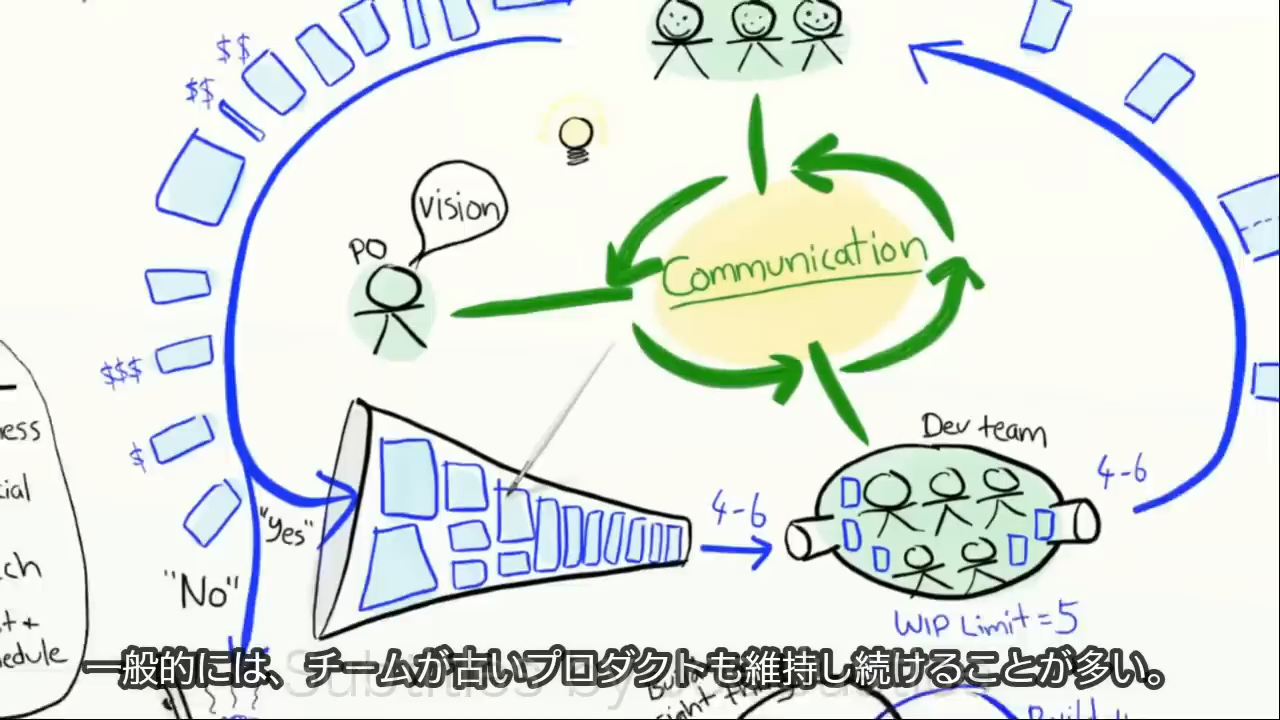 $$
$$
vision
PO
Communication
$$$
$
"yes"
"No"
4-6
Dev team
4-6
WIP Limit = 5
一般的には、チームが古いプロダクトも維持し続けることが多い。